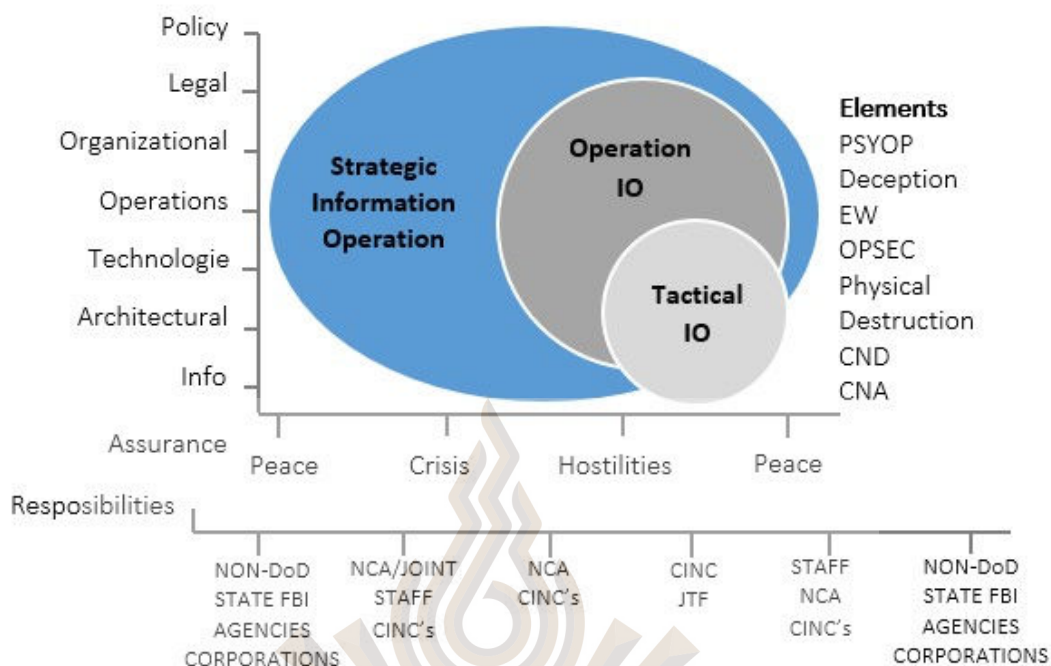 Policy
Legal
Organizational
Operations
Technologie
Architectural
Info
Assurance
Strategic
Information
Operation
Operation
IO
Tactical
IO
Elements
PSYOP
Deception
EW
OPSEC
Physical
Destruction
CND
CNA
Peace
Crisis
Hostilities
Peace
Resposibilities
NON-DoD
STATE FBI
AGENCIES
CORPORATIONS
NCA/JOINT
STAFF
CINC's
NCA
CINC's
CINC
JTF
STAFF
NCA
CINC's
NON-DoD
STATE FBI
AGENCIES
CORPORATIONS